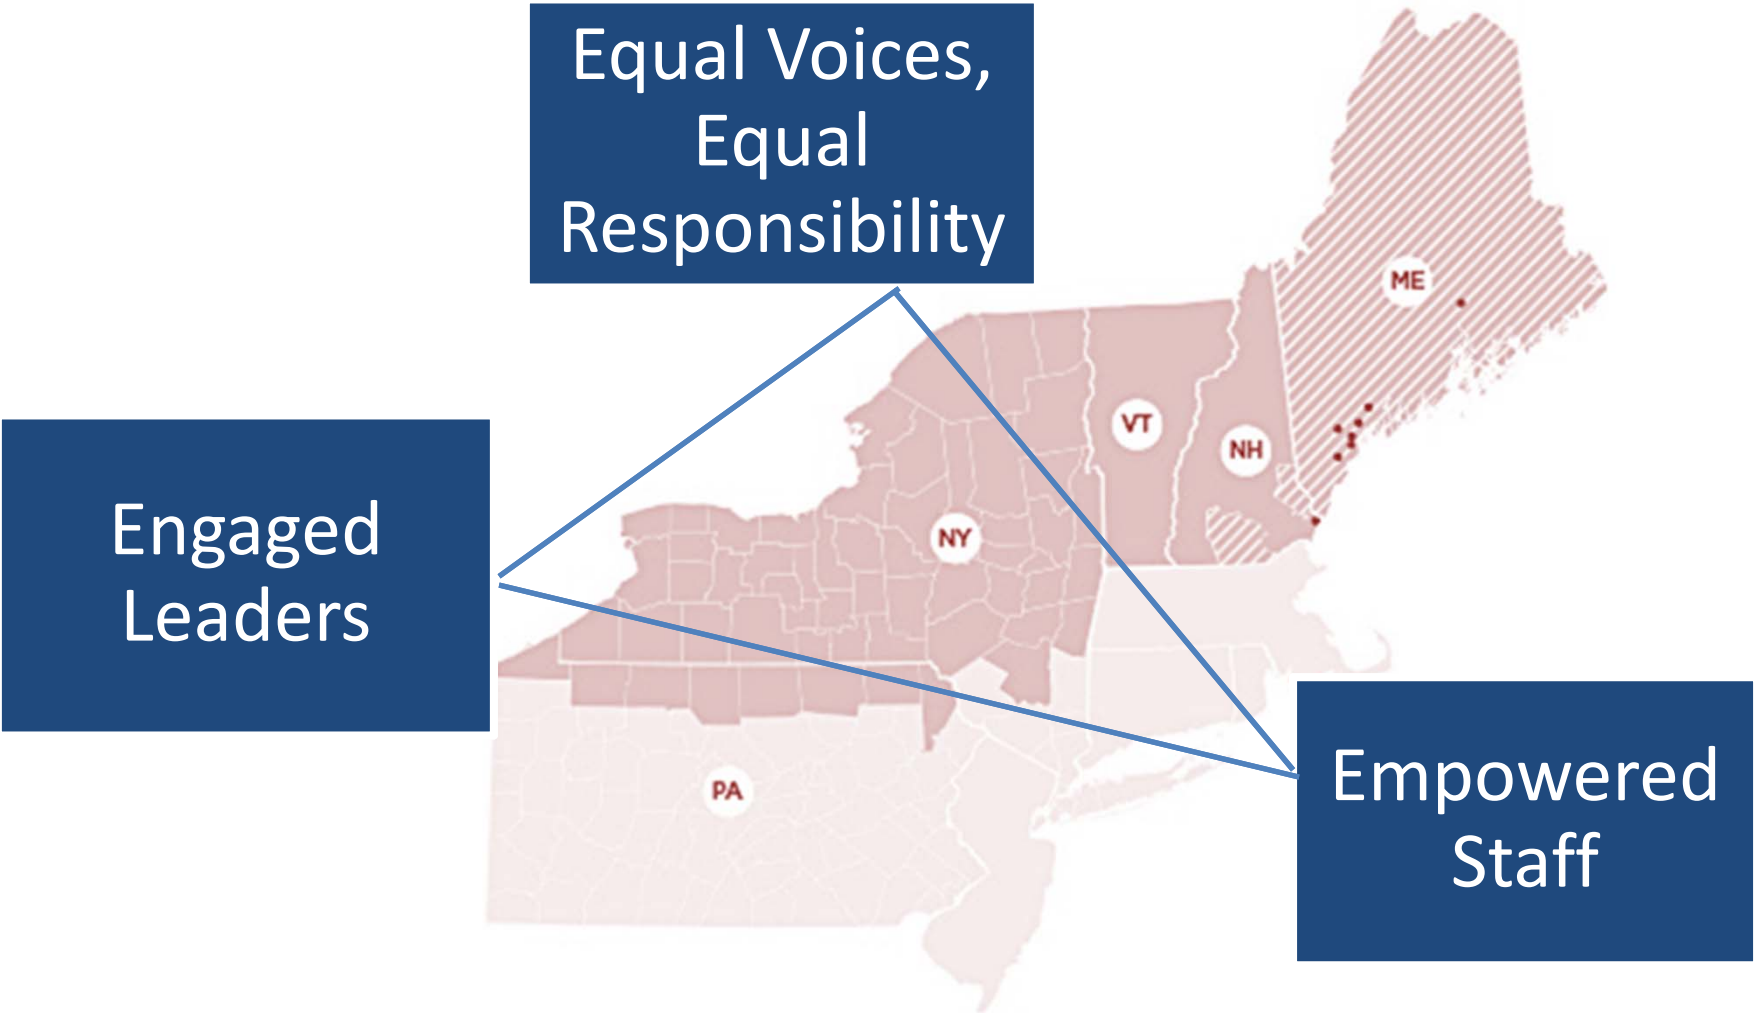 Equal Voices,
Equal
Responsibility
ME
VT
NH
Engaged
Leaders
NY
Empowered
Staff
PA